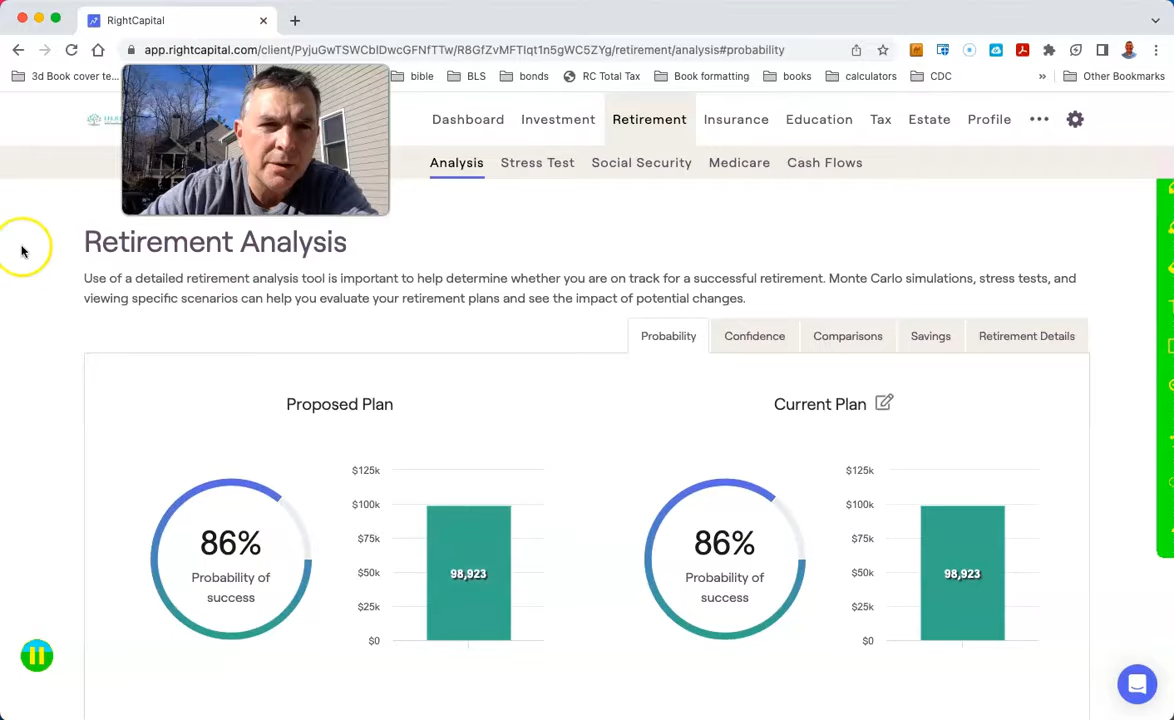 RightCapital
app.rightcapital.com/client/PyjuGwTSWCbIDwcGFNfTTw/R8GfZvMFTIqt1n5gWC5ZYg/retirement/analysis#probability
3d Book cover te... bible BLS bonds RC Total Tax Book formatting books calculators CDC » Other Bookmarks
Dashboard Investment Retirement Insurance Education Tax Estate Profile
Analysis Stress Test Social Security Medicare Cash Flows
Retirement Analysis
Use of a detailed retirement analysis tool is important to help determine whether you are on track for a successful retirement. Monte Carlo simulations, stress tests, and
viewing specific scenarios can help you evaluate your retirement plans and see the impact of potential changes.
Probability Confidence Comparisons Savings Retirement Details
Proposed Plan
86%
Probability of
success
$125k
$100k
$75k
$50k
$25k
$0
98,923
Current Plan
86%
Probability of
success
$125k
$100k
$75k
$50k
$25k
$0
98,923